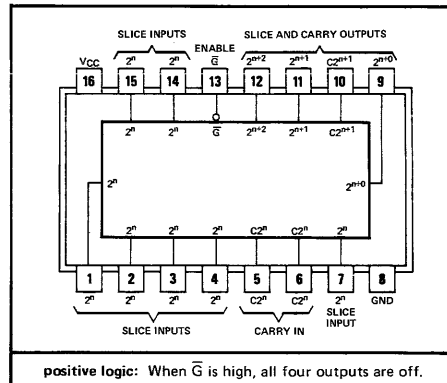 SLICE INPUTS ENABLE SLICE AND CARRY OUTPUTS
VCC 2ⁿ 2ⁿ G̅ 2ⁿ⁺² 2ⁿ⁺¹ C2ⁿ⁺¹ 2ⁿ⁺⁰
16 15 14 13 12 11 10 9
2ⁿ 2ⁿ G̅ 2ⁿ⁺² 2ⁿ⁺¹ C2ⁿ⁺¹
2ⁿ 2ⁿ⁺⁰
2ⁿ 2ⁿ 2ⁿ C2ⁿ C2ⁿ 2ⁿ
1 2 3 4 5 6 7 8
2ⁿ 2ⁿ 2ⁿ 2ⁿ C2ⁿ C2ⁿ 2ⁿ GND
SLICE INPUTS CARRY IN SLICE
INPUT
positive logic: When G̅ is high, all four outputs are off.